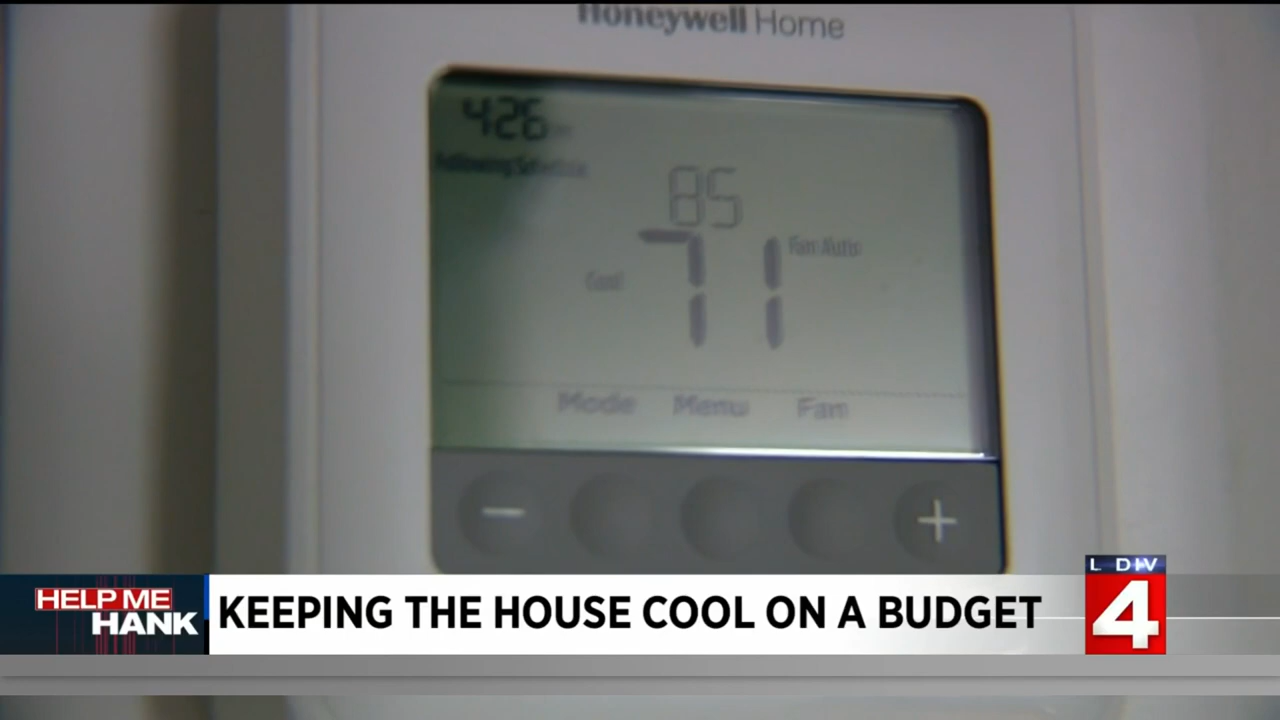 Honeywell Home
426
Following Schedule
85
71
Cool
Fan Auto
Mode Menu Fan
HELP ME
HANK
KEEPING THE HOUSE COOL ON A BUDGET
4